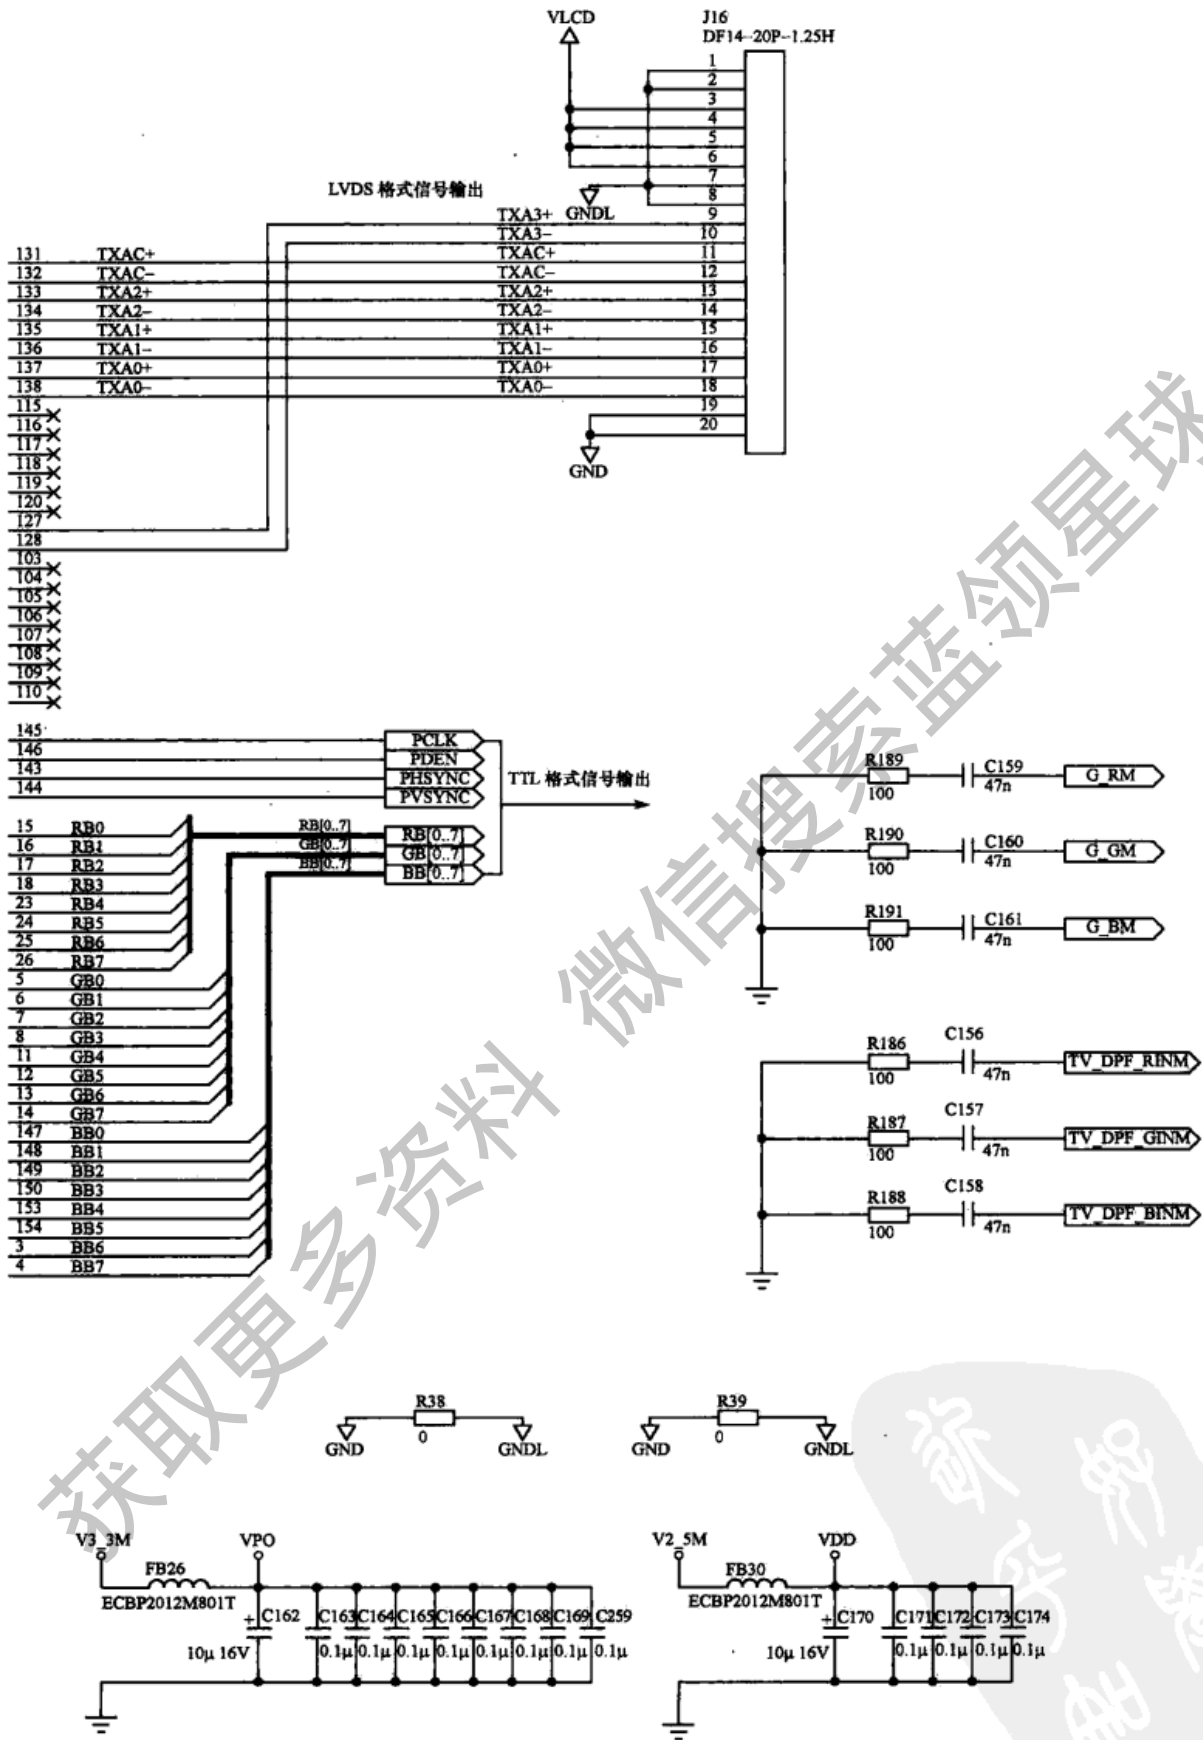 VLCD
J16
DF14-20P-1.25H
1
2
3
4
5
6
7
8
9
10
11
12
13
14
15
16
17
18
19
20
LVDS 格式信号输出
GNDL
TXA3+
TXA3-
131 TXAC+ TXAC+
132 TXAC- TXAC-
133 TXA2+ TXA2+
134 TXA2- TXA2-
135 TXA1+ TXA1+
136 TXA1- TXA1-
137 TXA0+ TXA0+
138 TXA0- TXA0-
GND
115
116
117
118
119
120
127
128
103
104
105
106
107
108
109
110
145 PCLK
146 PDEN
143 PHSYNC
144 PVSYNC
TTL 格式信号输出
15 RB0
16 RB1
17 RB2
18 RB3
23 RB4
24 RB5
25 RB6
26 RB7
5 GB0
6 GB1
7 GB2
8 GB3
11 GB4
12 GB5
13 GB6
14 GB7
147 BB0
148 BB1
149 BB2
150 BB3
153 BB4
154 BB5
3 BB6
4 BB7
RB[0..7] RB[0..7]
GB[0..7] GB[0..7]
BB[0..7] BB[0..7]
R189 100 C159 47n G_RM
R190 100 C160 47n G_GM
R191 100 C161 47n G_BM
R186 100 C156 47n TV_DPF_RINM
R187 100 C157 47n TV_DPF_GINM
R188 100 C158 47n TV_DPF_BINM
R38
GND 0 GNDL
R39
GND 0 GNDL
V3_3M VPO
FB26
ECBP2012M801T
+ C162 C163 C164 C165 C166 C167 C168 C169 C259
10μ 16V 0.1μ 0.1μ 0.1μ 0.1μ 0.1μ 0.1μ 0.1μ 0.1μ
V2_5M VDD
FB30
ECBP2012M801T
+ C170 C171 C172 C173 C174
10μ 16V 0.1μ 0.1μ 0.1μ 0.1μ
获取更多资料 微信搜索蓝领星球